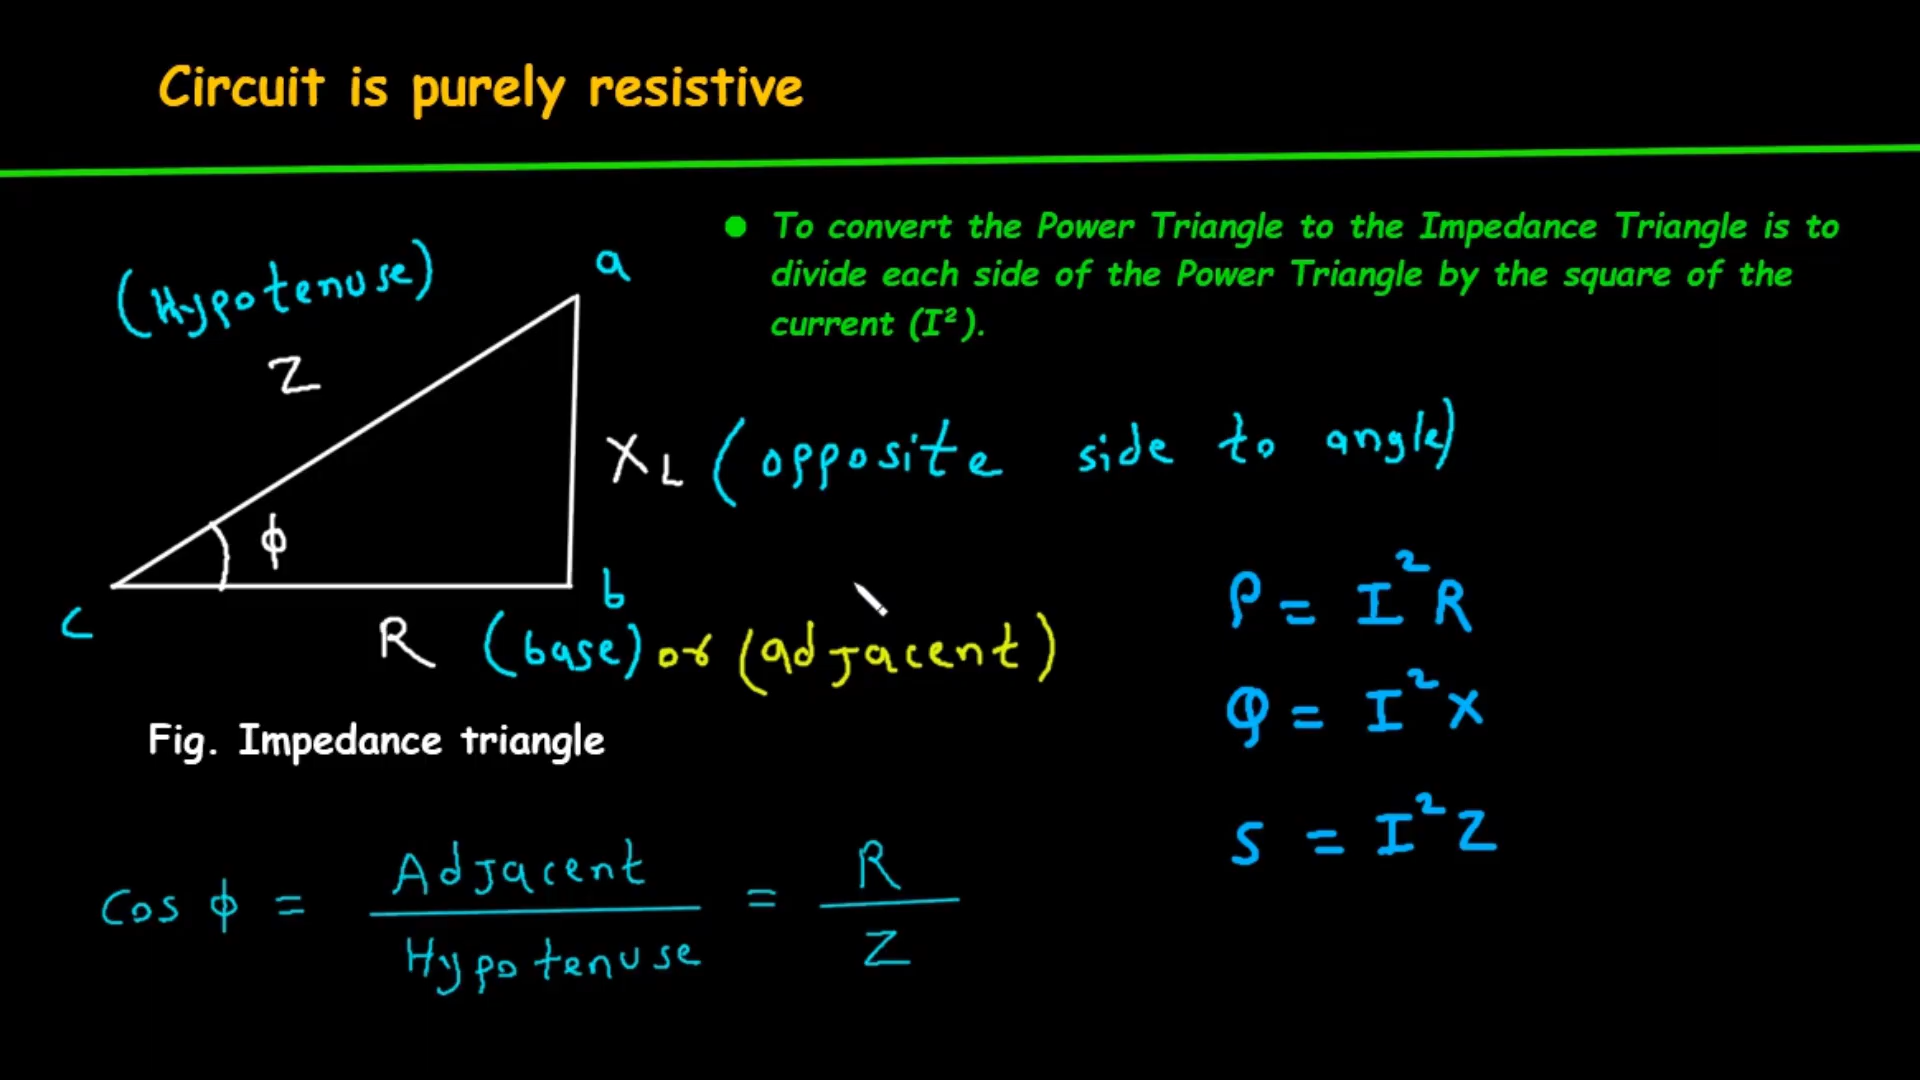 Circuit is purely resistive
● To convert the Power Triangle to the Impedance Triangle is to
divide each side of the Power Triangle by the square of the
current (I²).
(Hypotenuse)
a
Z
XL (opposite side to angle)
ϕ
c
b
R (base) or (adjacent)
Fig. Impedance triangle
P = I²R
Q = I²X
S = I²Z
Cos ϕ = Adjacent / Hypotenuse = R / Z